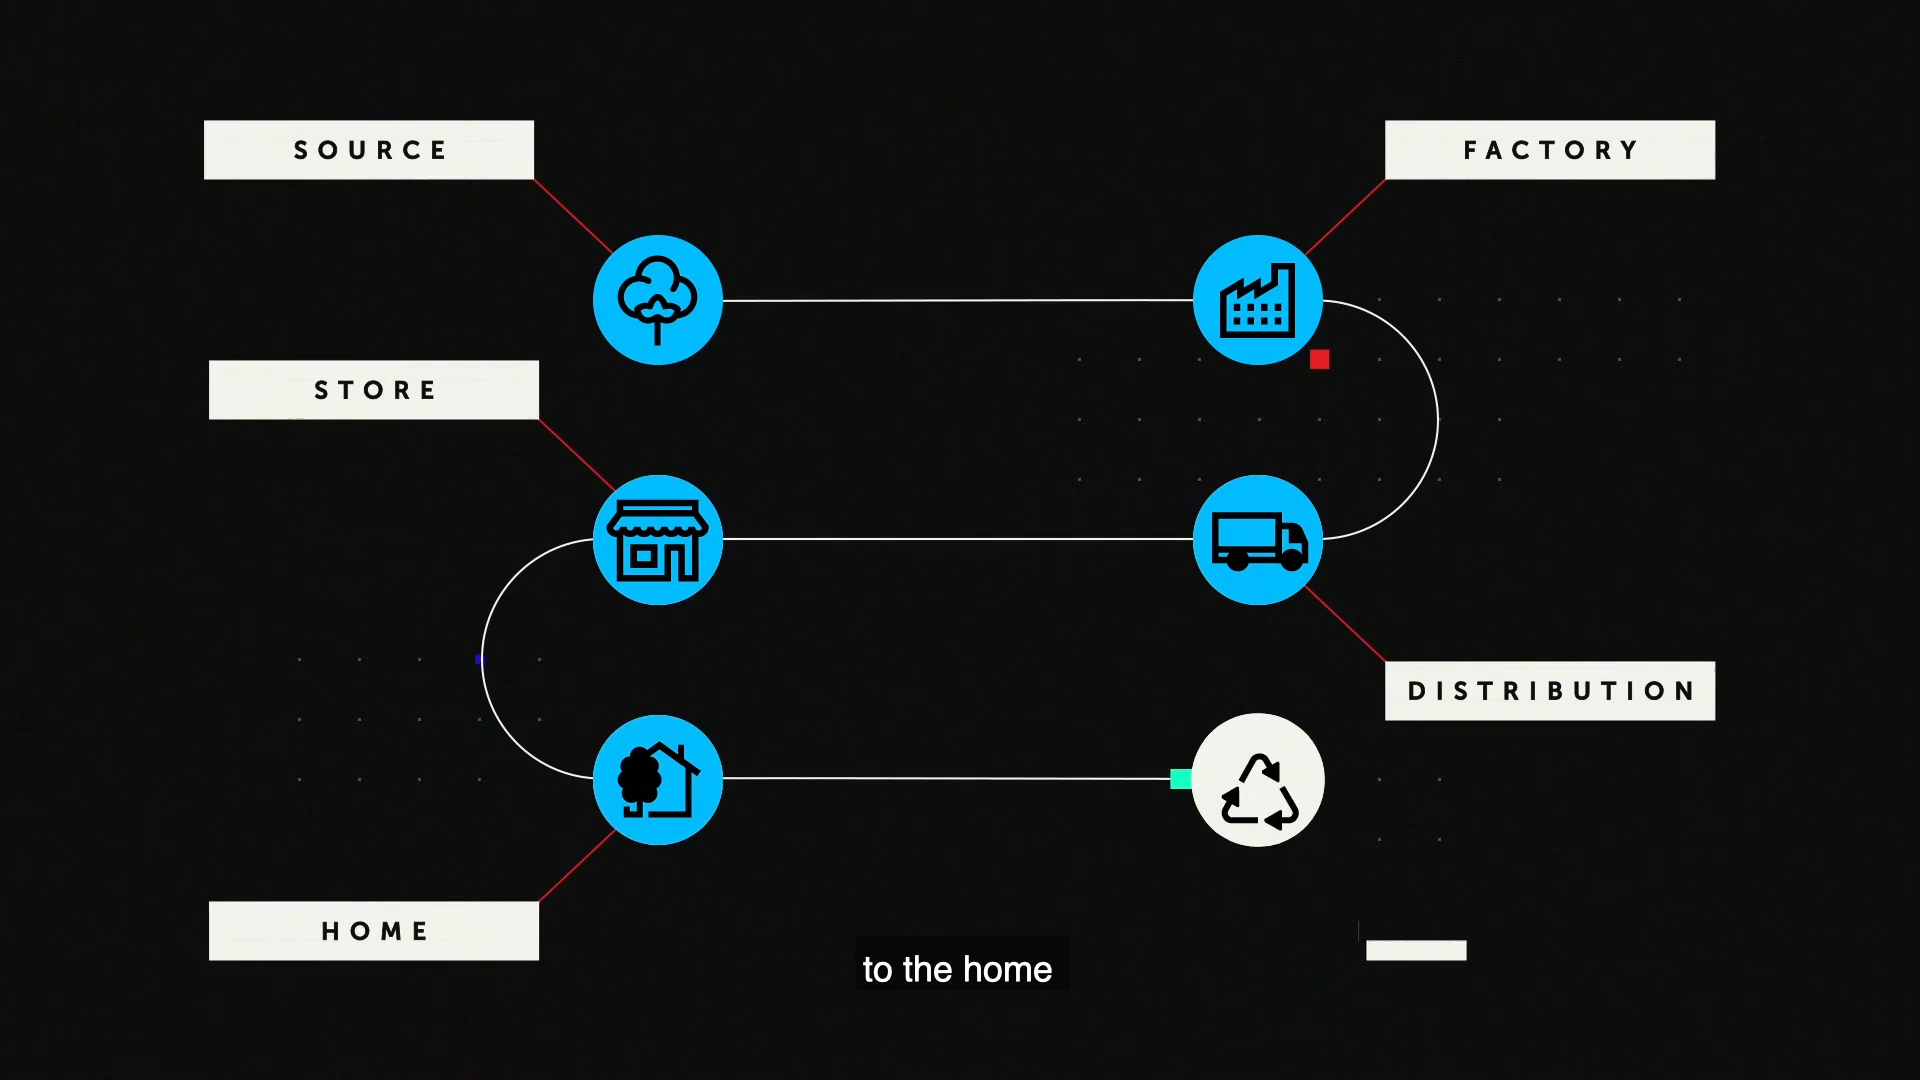 SOURCE
FACTORY
STORE
DISTRIBUTION
HOME
to the home